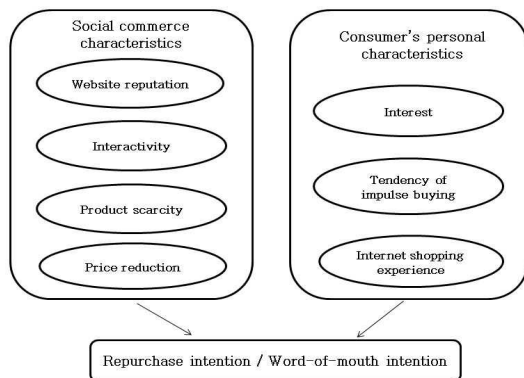 Social commerce
characteristics
Website reputation
Interactivity
Product scarcity
Price reduction
Consumer's personal
characteristics
Interest
Tendency of
impulse buying
Internet shopping
experience
Repurchase intention / Word-of-mouth intention